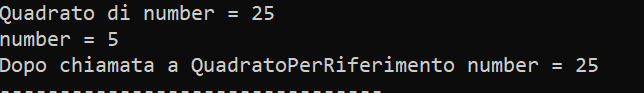 Quadrato di number = 25
number = 5
Dopo chiamata a QuadratoPerRiferimento number = 25
--------------------------------